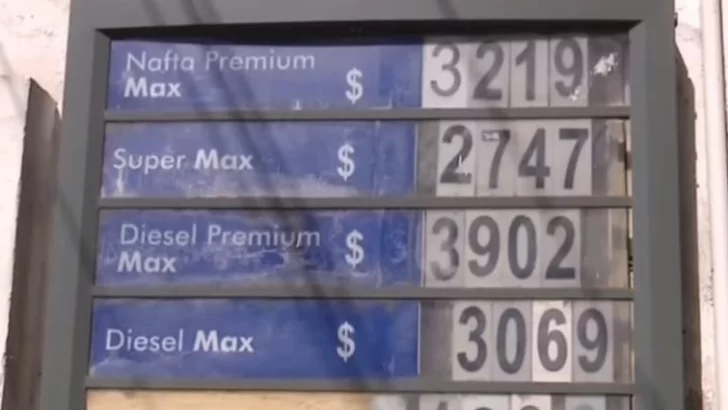 Nafta Premium
Max $ 3219
Super Max $ 2747
Diesel Premium
Max $ 3902
Diesel Max $ 3069